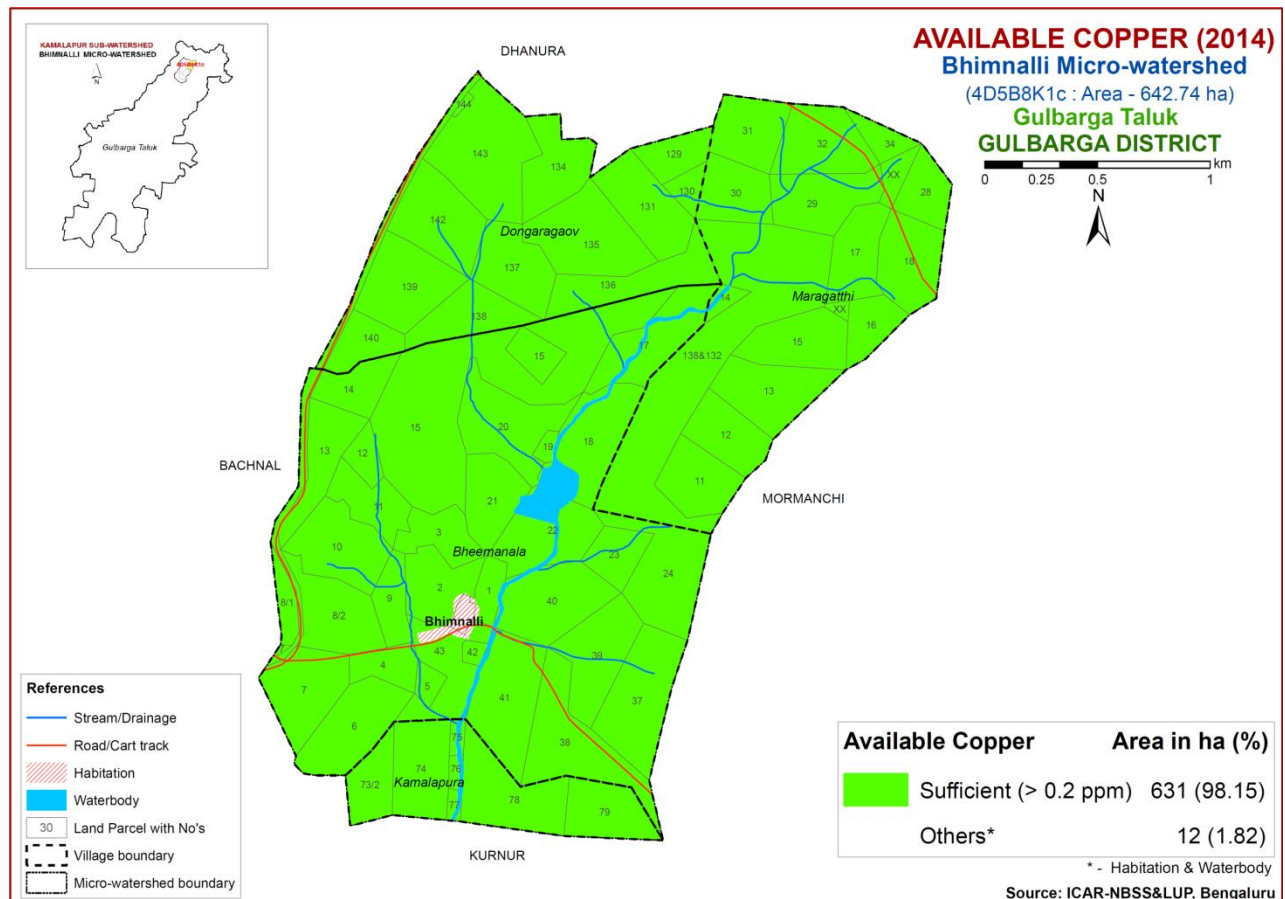 KAMALAPUR SUB-WATERSHED
BHIMNALLI MICRO-WATERSHED
N
Gulbarga Taluk
AVAILABLE COPPER (2014)
Bhimnalli Micro-watershed
(4D5B8K1c : Area - 642.74 ha)
Gulbarga Taluk
GULBARGA DISTRICT
km
0 0.25 0.5 1
N
DHANURA
144
143
134
129
31
32
34
XX
28
142
131
130
30
29
Dongaragaov
135
137
136
17
18
139
138
14
Maragatthi
XX
16
140
15
17
138&132
15
14
13
15
20
19
18
12
13
12
11
BACHNAL
11
21
MORMANCHI
3
22
10
Bheemanala
23
24
2
1
40
9
8/1
8/2
Bhimnalli
7
43
42
39
4
5
41
37
7
6
38
75
74
76
73/2
Kamalapura
78
77
79
KURNUR
References
Stream/Drainage
Road/Cart track
Habitation
Waterbody
30 Land Parcel with No's
Village boundary
Micro-watershed boundary
Available Copper Area in ha (%)
Sufficient (> 0.2 ppm) 631 (98.15)
Others* 12 (1.82)
* - Habitation & Waterbody
Source: ICAR-NBSS&LUP, Bengaluru